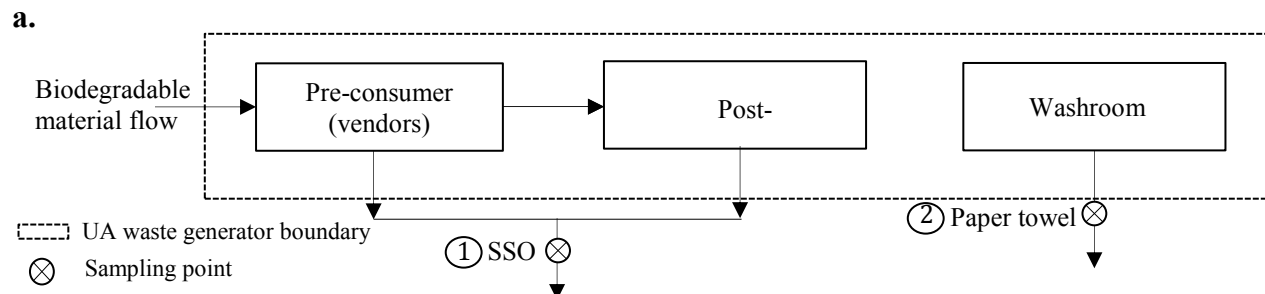 a.
Biodegradable
material flow
Pre-consumer
(vendors)
Post-
Washroom
② Paper towel
UA waste generator boundary
① SSO
Sampling point